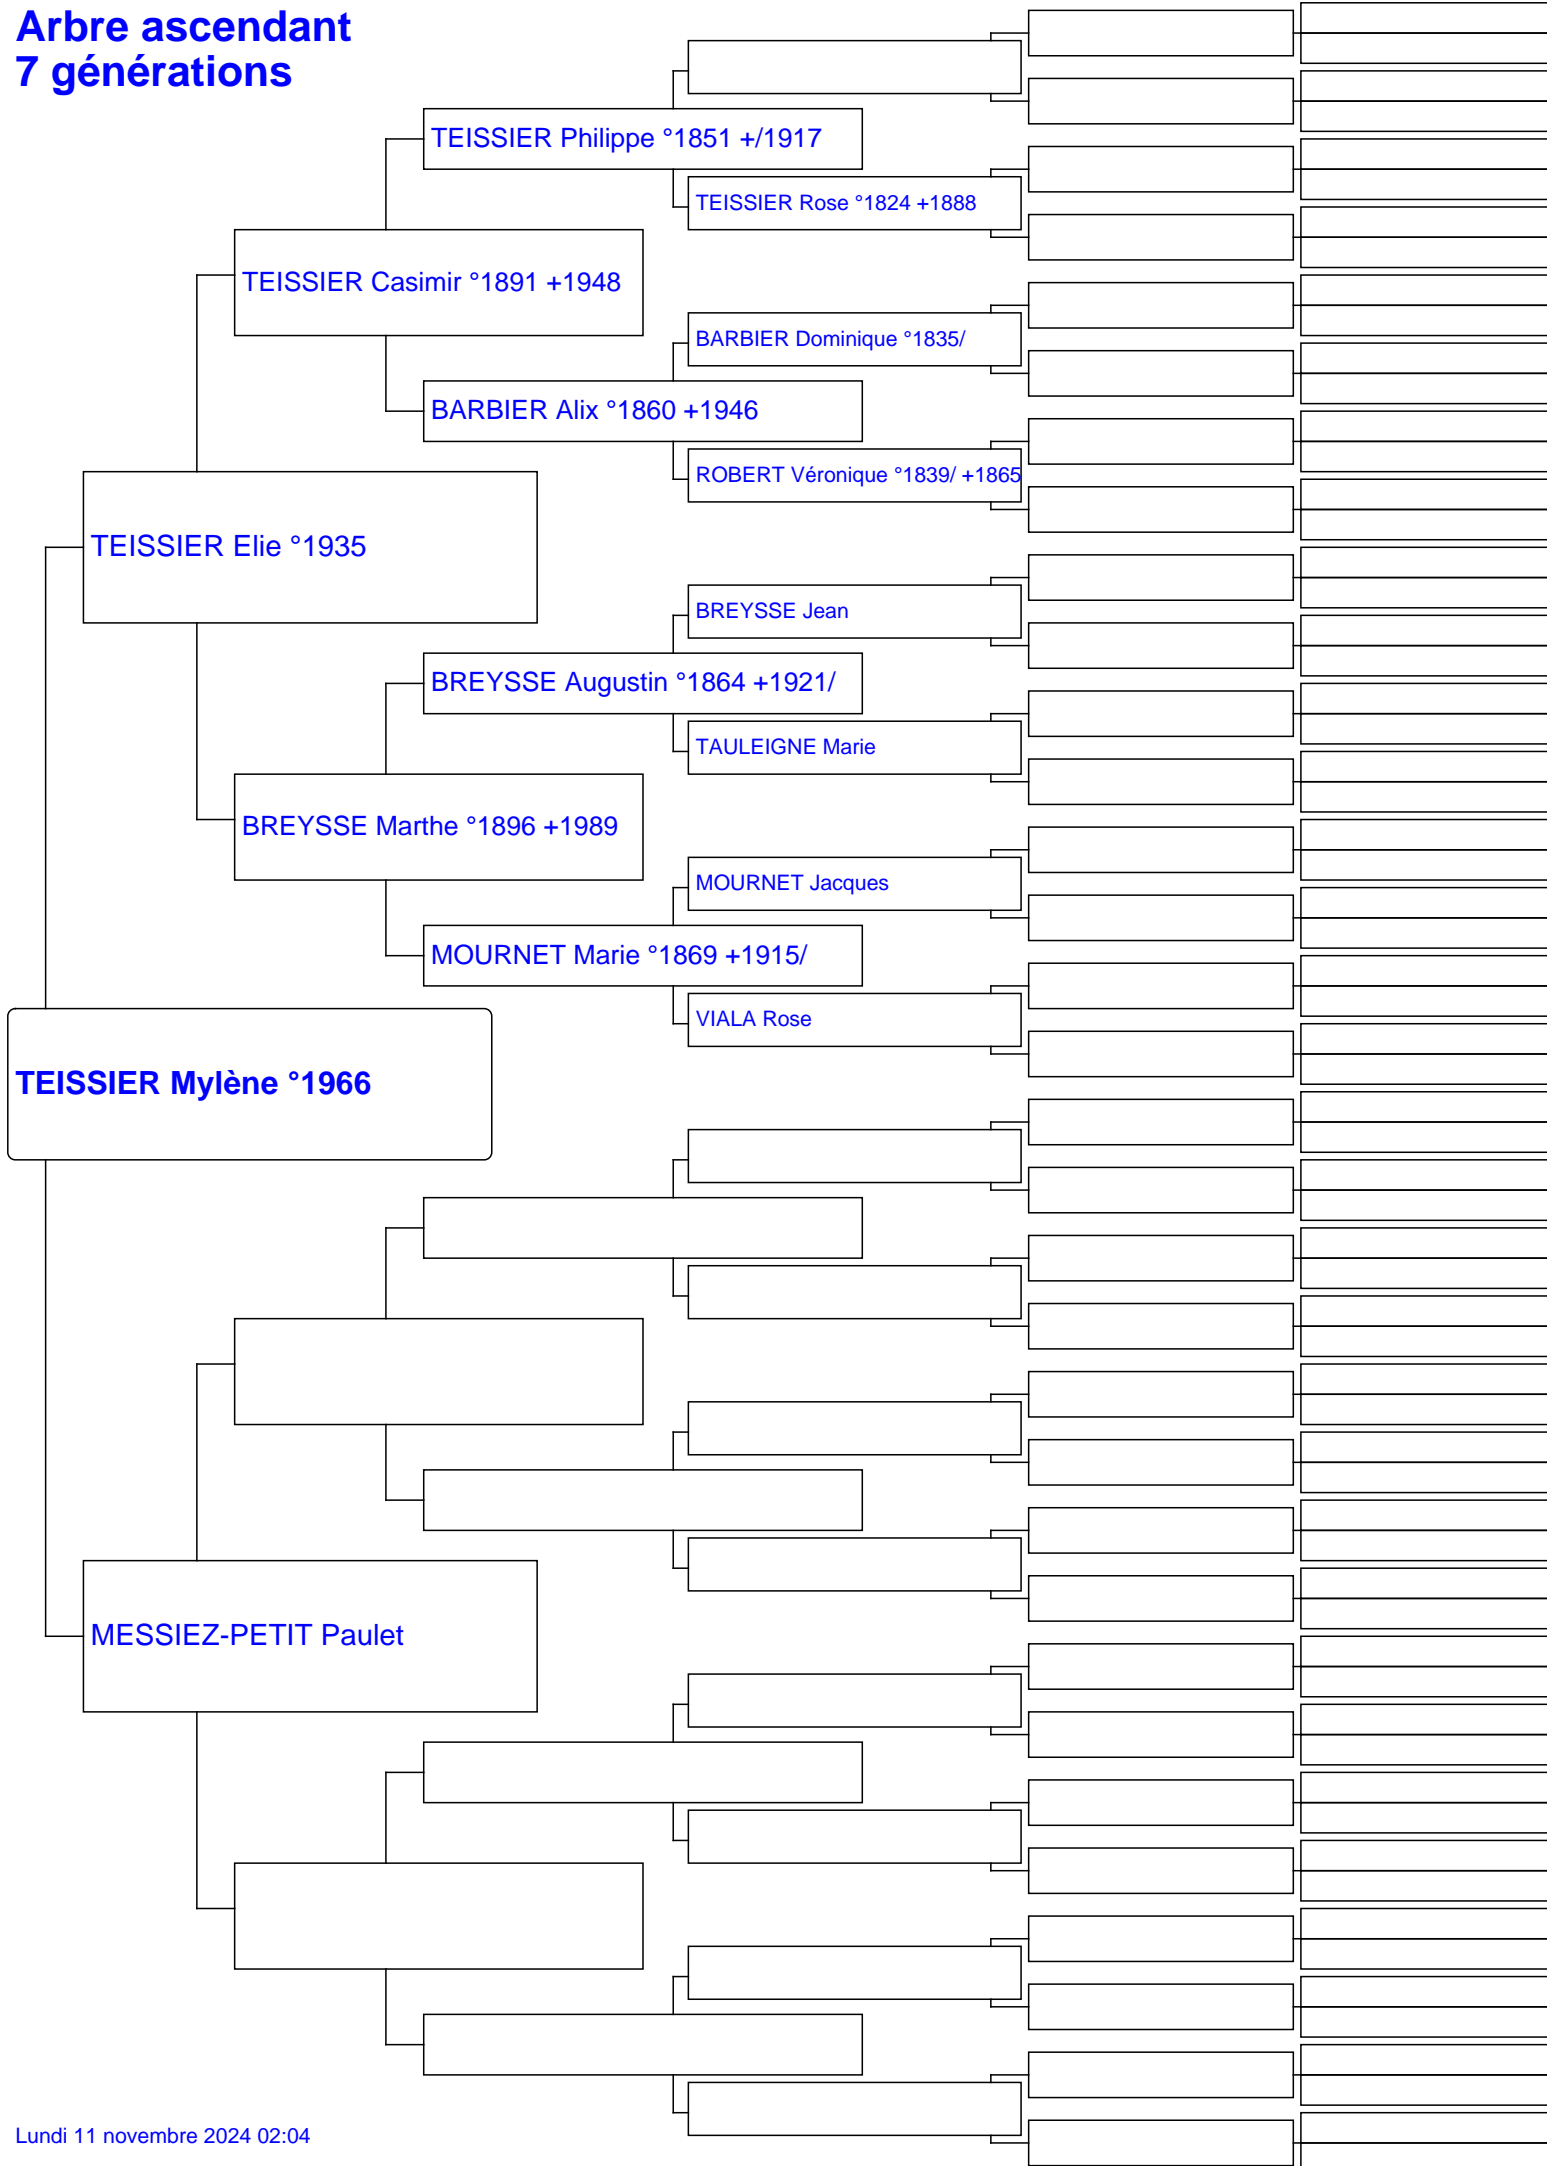 Arbre ascendant
7 générations
TEISSIER Philippe °1851 +/1917
TEISSIER Rose °1824 +1888
TEISSIER Casimir °1891 +1948
BARBIER Dominique °1835/
BARBIER Alix °1860 +1946
ROBERT Véronique °1839/ +1865
TEISSIER Elie °1935
BREYSSE Jean
BREYSSE Augustin °1864 +1921/
TAULEIGNE Marie
BREYSSE Marthe °1896 +1989
MOURNET Jacques
MOURNET Marie °1869 +1915/
VIALA Rose
TEISSIER Mylène °1966
MESSIEZ-PETIT Paulet
Lundi 11 novembre 2024 02:04